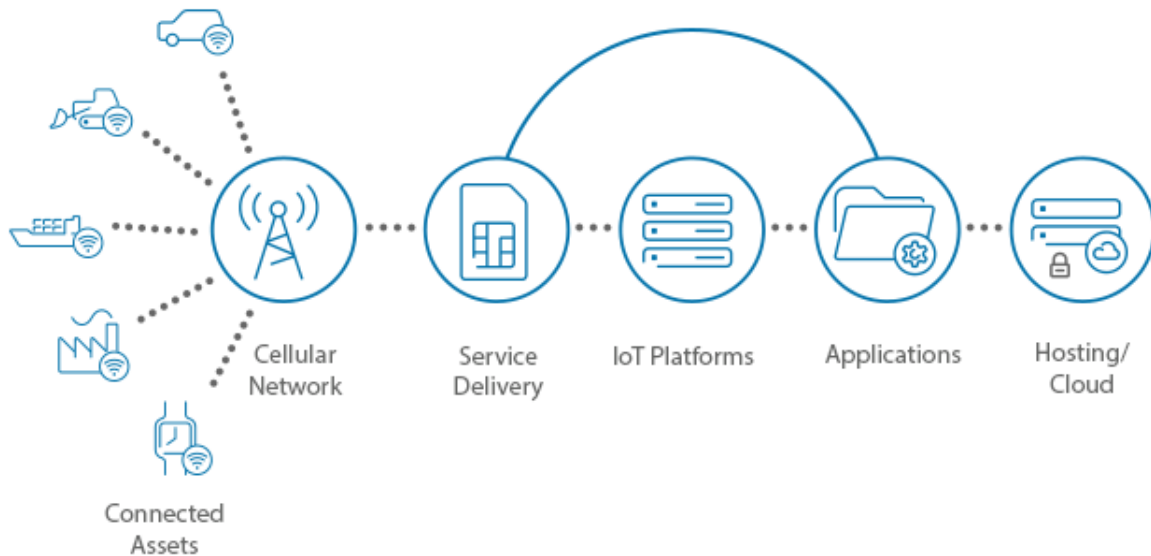 Cellular
Network
Service
Delivery
IoT Platforms
Applications
Hosting/
Cloud
Connected
Assets